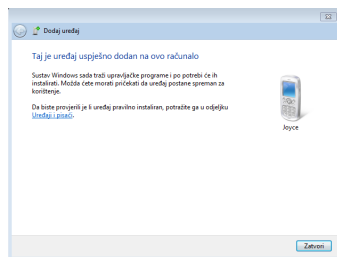 Dodaj uređaj
Taj je uređaj uspješno dodan na ovo računalo
Sustav Windows sada traži upravljačke programe i po potrebi će ih
instalirati. Možda ćete morati pričekati da uređaj postane spreman za
korištenje.
Da biste provjerili je li uređaj pravilno instaliran, potražite ga u odjeljku
Uređaji i pisači.
Joyce
Zatvori